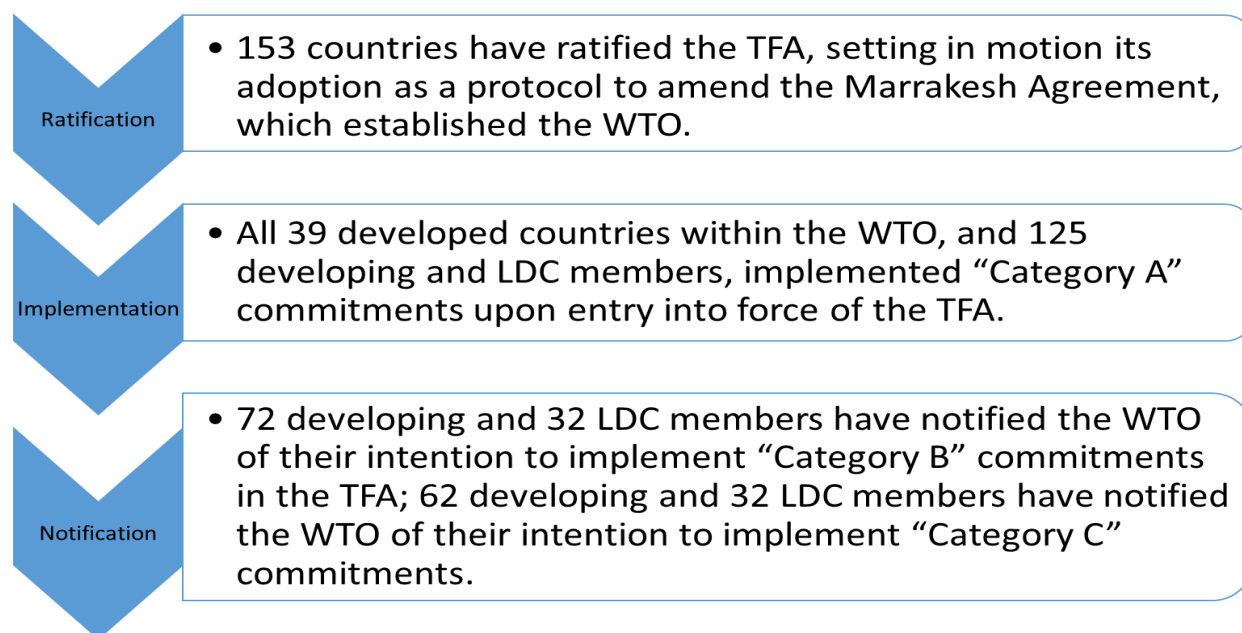 Ratification
• 153 countries have ratified the TFA, setting in motion its
adoption as a protocol to amend the Marrakesh Agreement,
which established the WTO.
Implementation
• All 39 developed countries within the WTO, and 125
developing and LDC members, implemented “Category A”
commitments upon entry into force of the TFA.
Notification
• 72 developing and 32 LDC members have notified the WTO
of their intention to implement “Category B” commitments
in the TFA; 62 developing and 32 LDC members have notified
the WTO of their intention to implement “Category C”
commitments.